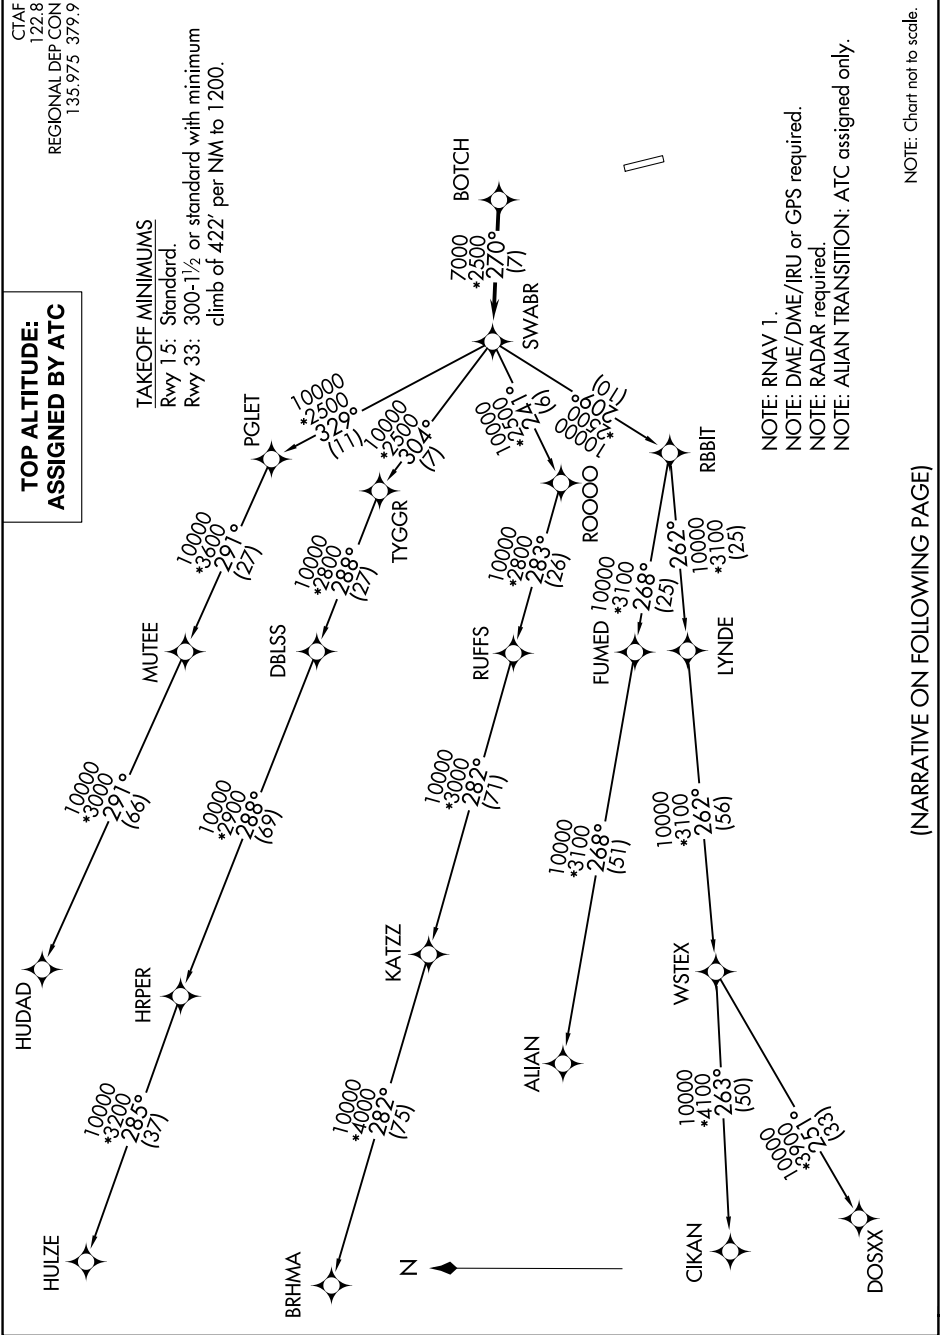 CTAF
122.8
REGIONAL DEP CON
135.975 379.9
TOP ALTITUDE:
ASSIGNED BY ATC
TAKEOFF MINIMUMS
Rwy 15: Standard.
Rwy 33: 300-1½ or standard with minimum
climb of 422' per NM to 1200.
BOTCH
7000
*2500
270°
(7)
SWABR
10000
*2500
329°
(11)
PGLET
10000
*3600
291°
(27)
MUTEE
10000
*3000
291°
(66)
HUDAD
10000
*2500
304°
(7)
TYGGR
10000
*2800
288°
(27)
DBLSS
10000
*2900
288°
(69)
HRPER
10000
*3200
285°
(37)
HULZE
10000
*2500
247°
(9)
ROOOO
10000
*2800
283°
(26)
RUFFS
10000
*3000
282°
(71)
KATZZ
10000
*4000
282°
(75)
BRHMA
10000
*2500
209°
(10)
RBBIT
10000
*3100
268°
(25)
FUMED
10000
*3100
268°
(51)
ALIAN
262°
10000
*3100
(25)
LYNDE
10000
*3100
262°
(56)
WSTEX
10000
*4100
263°
(50)
CIKAN
10000
*3900
251°
(33)
DOSXX
N
NOTE: RNAV 1.
NOTE: DME/DME/IRU or GPS required.
NOTE: RADAR required.
NOTE: ALIAN TRANSITION: ATC assigned only.
NOTE: Chart not to scale.
(NARRATIVE ON FOLLOWING PAGE)